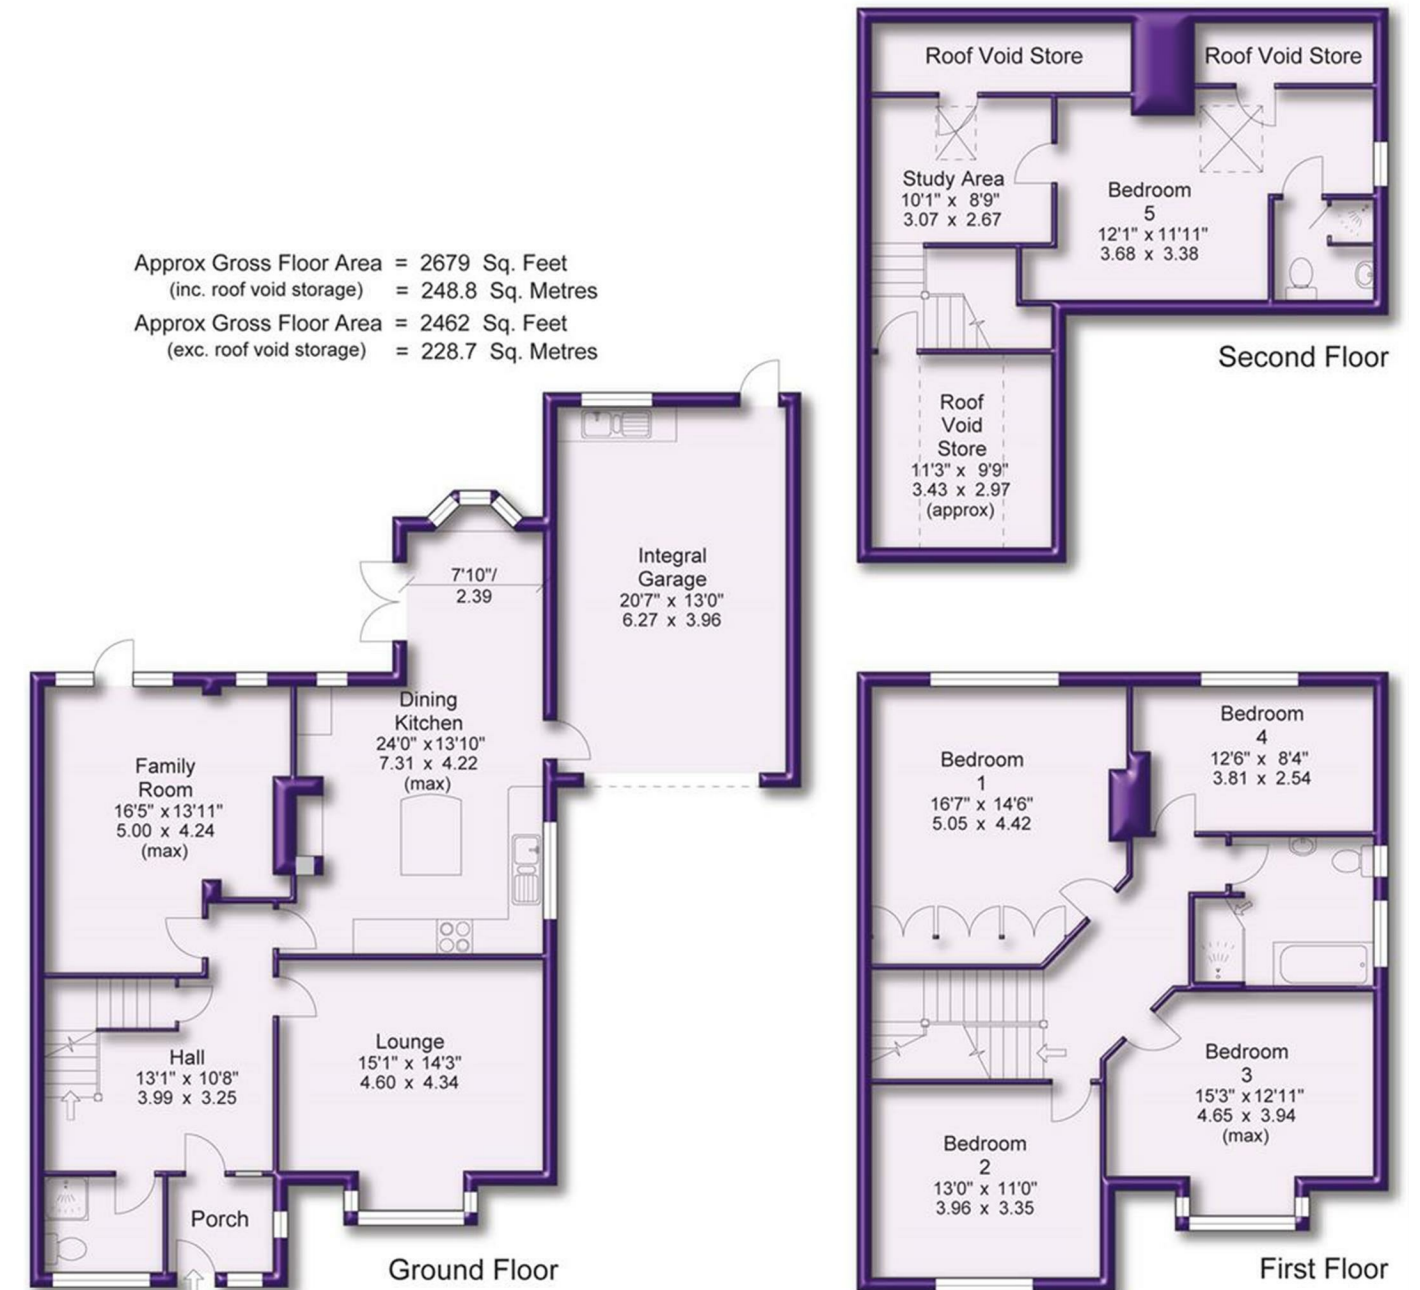 Approx Gross Floor Area = 2679 Sq. Feet
(inc. roof void storage) = 248.8 Sq. Metres
Approx Gross Floor Area = 2462 Sq. Feet
(exc. roof void storage) = 228.7 Sq. Metres
Roof Void Store
Roof Void Store
Study Area
10'1" x 8'9"
3.07 x 2.67
Bedroom
5
12'1" x 11'11"
3.68 x 3.38
Second Floor
Roof
Void
Store
11'3" x 9'9"
3.43 x 2.97
(approx)
Integral
Garage
20'7" x 13'0"
6.27 x 3.96
7'10"/
2.39
Dining
Kitchen
24'0" x 13'10"
7.31 x 4.22
(max)
Family
Room
16'5" x 13'11"
5.00 x 4.24
(max)
Hall
13'1" x 10'8"
3.99 x 3.25
Lounge
15'1" x 14'3"
4.60 x 4.34
Porch
Ground Floor
Bedroom
1
16'7" x 14'6"
5.05 x 4.42
Bedroom
4
12'6" x 8'4"
3.81 x 2.54
Bedroom
3
15'3" x 12'11"
4.65 x 3.94
(max)
Bedroom
2
13'0" x 11'0"
3.96 x 3.35
First Floor